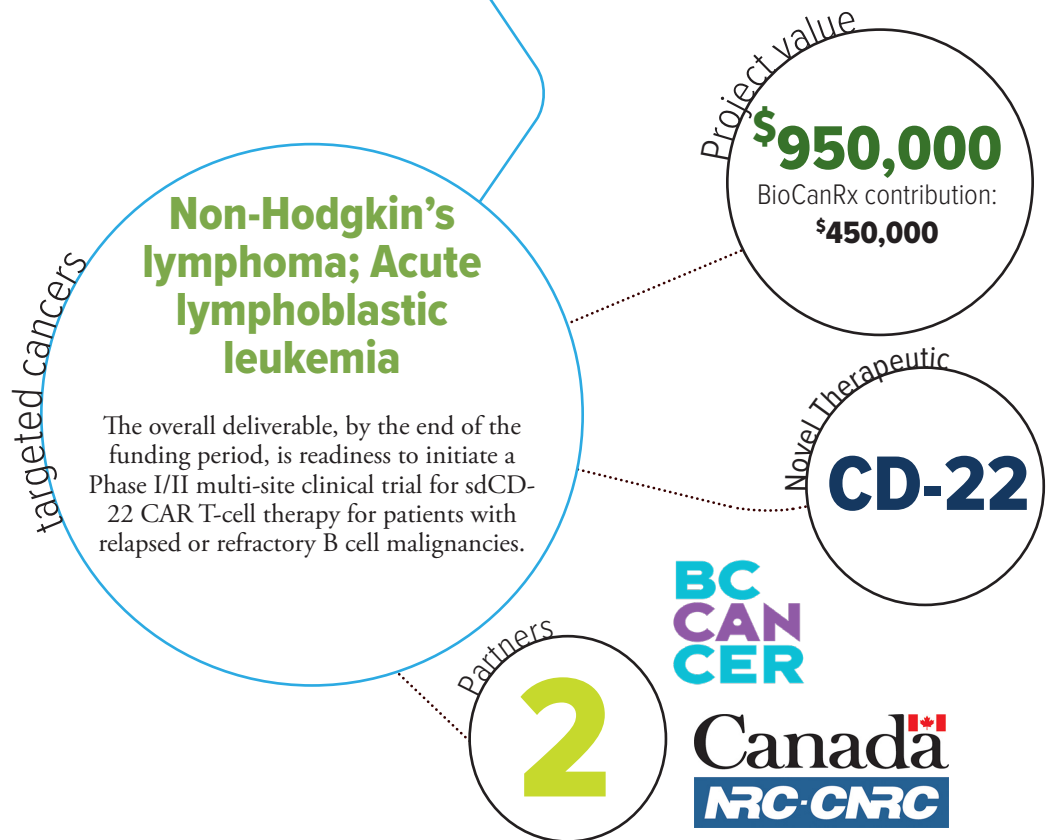 Project value
$950,000
BioCanRx contribution:
$450,000
targeted cancers
Non-Hodgkin’s
lymphoma; Acute
lymphoblastic
leukemia
The overall deliverable, by the end of the
funding period, is readiness to initiate a
Phase I/II multi-site clinical trial for sdCD-
22 CAR T-cell therapy for patients with
relapsed or refractory B cell malignancies.
Novel Therapeutic
CD-22
Partners
2
BC
CAN
CER
Canada
NRC·CNRC